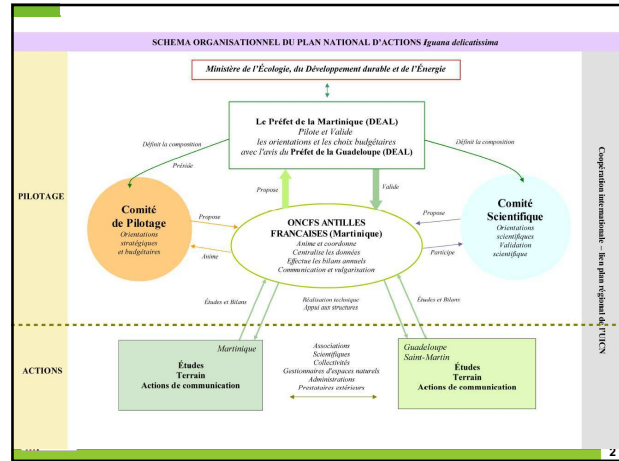 SCHEMA ORGANISATIONNEL DU PLAN NATIONAL D'ACTIONS Iguana delicatissima
Ministère de l'Écologie, du Développement durable et de l'Énergie
Le Préfet de la Martinique (DEAL)
Pilote et Valide
les orientations et les choix budgétaires
avec l'avis du Préfet de la Guadeloupe (DEAL)
Définit la composition
Préside
Définit la composition
Propose
Valide
PILOTAGE
Comité
de Pilotage
Orientations
stratégiques
et budgétaires
Propose
Anime
ONCFS ANTILLES
FRANCAISES (Martinique)
Anime et coordonne
Centralise les données
Effectue les bilans annuels
Communication et vulgarisation
Propose
Participe
Comité
Scientifique
Orientations
scientifiques
Validation
scientifique
Études et Bilans
Réalisation technique
Appui aux structures
Études et Bilans
ACTIONS
Martinique
Études
Terrain
Actions de communication
Associations
Scientifiques
Collectivités
Gestionnaires d'espaces naturels
Administrations
Prestataires extérieurs
Guadeloupe
Saint-Martin
Études
Terrain
Actions de communication
Coopération internationale – lien plan régional de l'UICN
2